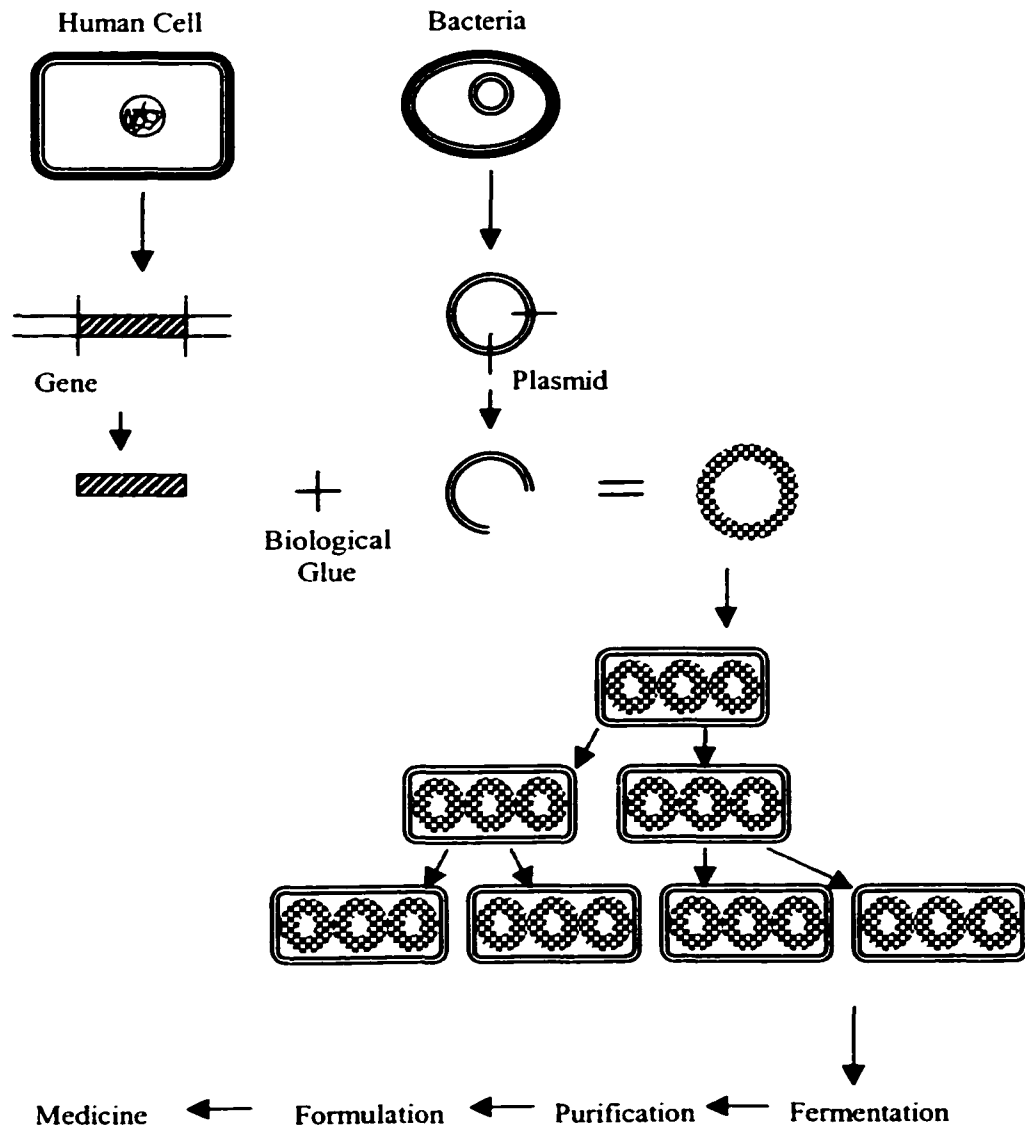 Human Cell
Bacteria
Gene
Plasmid
Biological
Glue
Medicine
Formulation
Purification
Fermentation